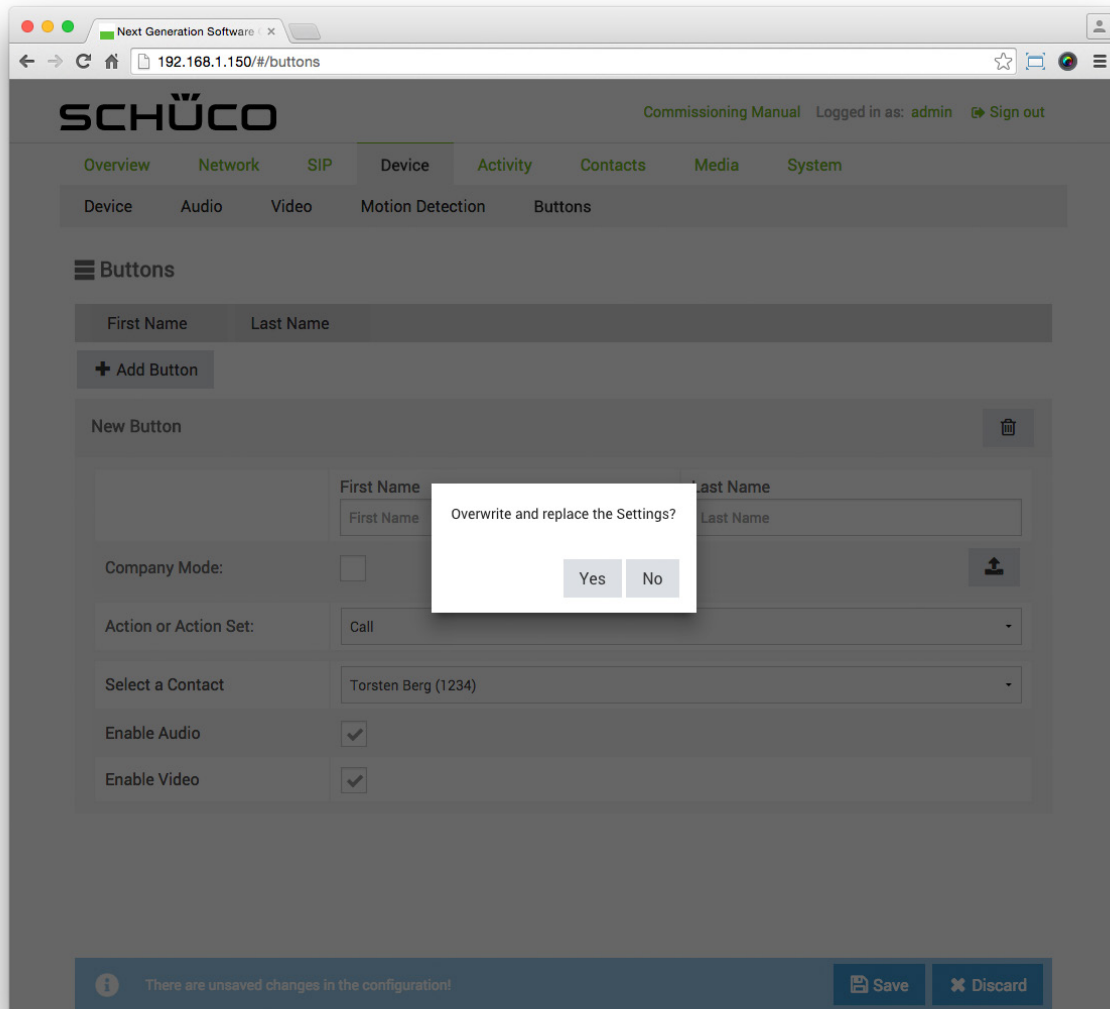 Next Generation Software
192.168.1.150/#/buttons
SCHÜCO
Commissioning Manual Logged in as: admin Sign out
Overview Network SIP Device Activity Contacts Media System
Device Audio Video Motion Detection Buttons
Buttons
First Name Last Name
Add Button
New Button
First Name Last Name
First Name Last Name
Overwrite and replace the Settings?
Yes No
Company Mode:
Action or Action Set: Call
Select a Contact Torsten Berg (1234)
Enable Audio
Enable Video
There are unsaved changes in the configuration! Save Discard